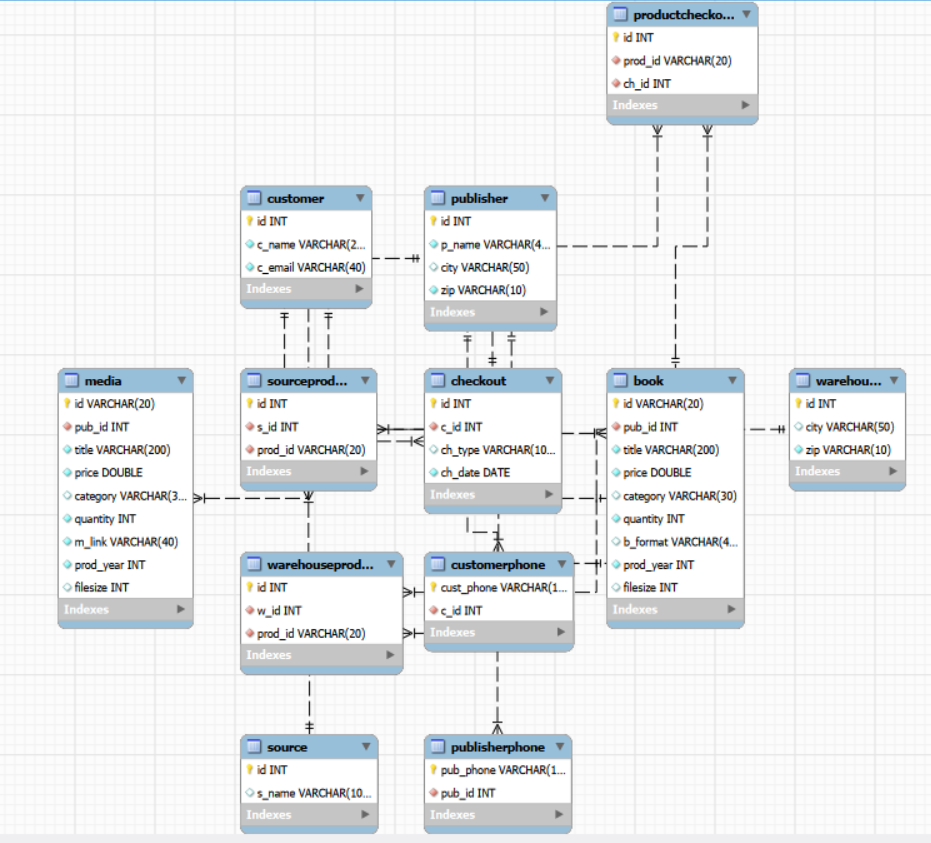 productchecko...
id INT
prod_id VARCHAR(20)
ch_id INT
Indexes
customer
id INT
c_name VARCHAR(2...
c_email VARCHAR(40)
Indexes
publisher
id INT
p_name VARCHAR(4...
city VARCHAR(50)
zip VARCHAR(10)
Indexes
media
id VARCHAR(20)
pub_id INT
title VARCHAR(200)
price DOUBLE
category VARCHAR(3...
quantity INT
m_link VARCHAR(40)
prod_year INT
filesize INT
Indexes
sourceprod...
id INT
s_id INT
prod_id VARCHAR(20)
Indexes
checkout
id INT
c_id INT
ch_type VARCHAR(10...
ch_date DATE
Indexes
book
id VARCHAR(20)
pub_id INT
title VARCHAR(200)
price DOUBLE
category VARCHAR(30)
quantity INT
b_format VARCHAR(4...
prod_year INT
filesize INT
Indexes
warehou...
id INT
city VARCHAR(50)
zip VARCHAR(10)
Indexes
warehouseprod...
id INT
w_id INT
prod_id VARCHAR(20)
Indexes
customerphone
cust_phone VARCHAR(1...
c_id INT
Indexes
source
id INT
s_name VARCHAR(10...
Indexes
publisherphone
pub_phone VARCHAR(1...
pub_id INT
Indexes